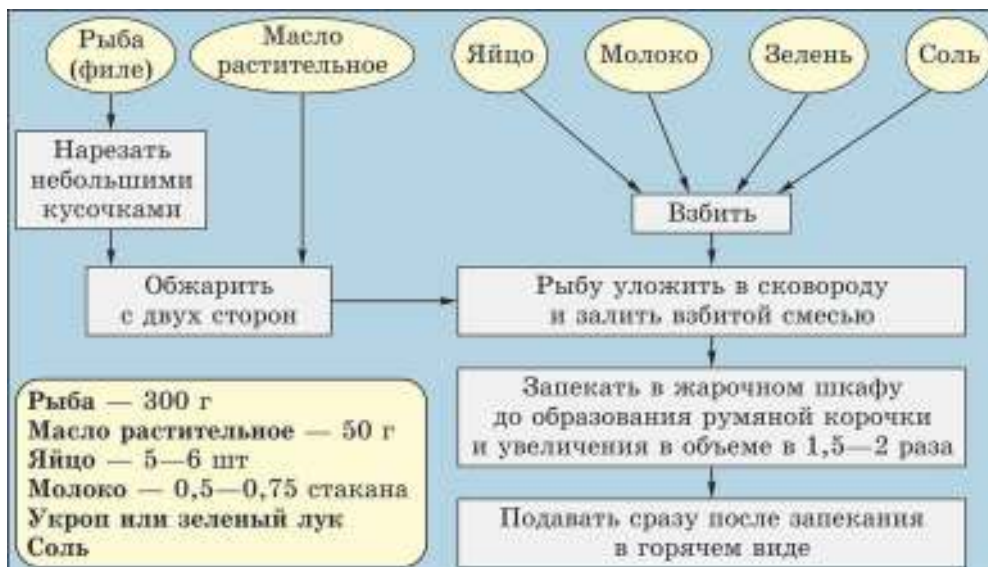 Рыба
(филе)
Масло
растительное
Яйцо
Молоко
Зелень
Соль
Нарезать
небольшими
кусочками
Взбить
Обжарить
с двух сторон
Рыбу уложить в сковороду
и залить взбитой смесью
Запекать в жарочном шкафу
до образования румяной корочки
и увеличения в объеме в 1,5—2 раза
Подавать сразу после запекания
в горячем виде
Рыба — 300 г
Масло растительное — 50 г
Яйцо — 5—6 шт
Молоко — 0,5—0,75 стакана
Укроп или зеленый лук
Соль